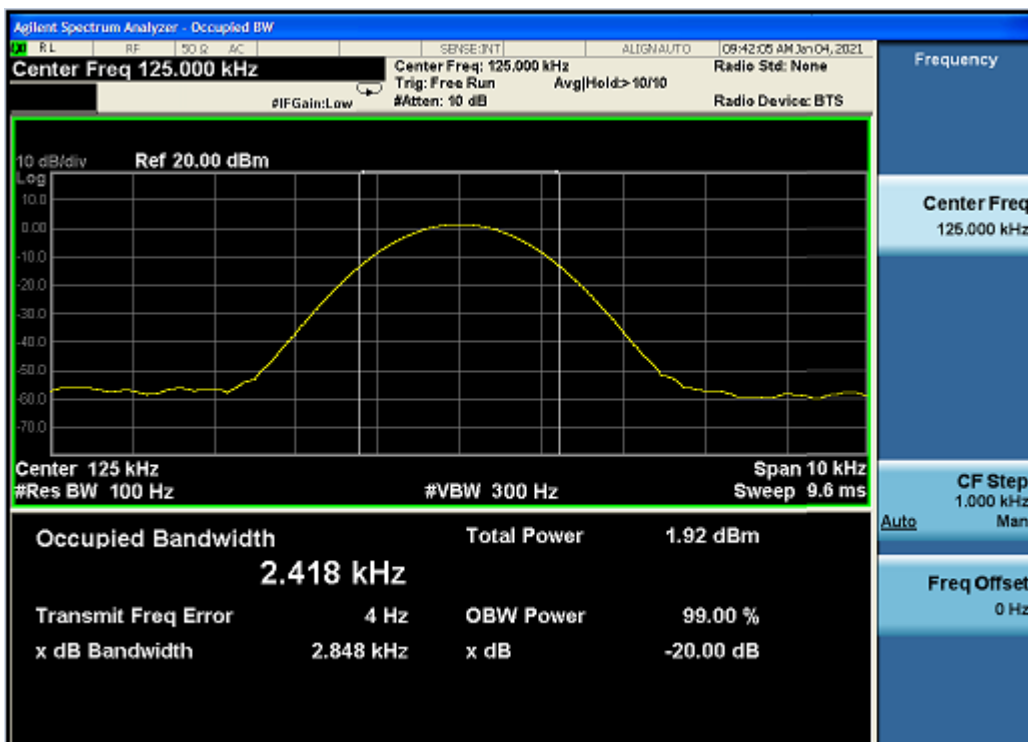 Agilent Spectrum Analyzer - Occupied BW
RL RF 50 Ω AC SENSE:INT ALIGNAUTO 09:42:05 AM Jan 04, 2021
Center Freq 125.000 kHz
Center Freq: 125.000 kHz
Radio Std: None
Trig: Free Run Avg|Hold:>10/10
#IFGain:Low
#Atten: 10 dB
Radio Device: BTS
10 dB/div Ref 20.00 dBm
Log
10.0
0.00
-10.0
-20.0
-30.0
-40.0
-50.0
-60.0
-70.0
Center 125 kHz Span 10 kHz
#Res BW 100 Hz #VBW 300 Hz Sweep 9.6 ms
Occupied Bandwidth Total Power 1.92 dBm
2.418 kHz
Transmit Freq Error 4 Hz OBW Power 99.00 %
x dB Bandwidth 2.848 kHz x dB -20.00 dB
Frequency
Center Freq
125.000 kHz
CF Step
1.000 kHz
Auto Man
Freq Offset
0 Hz